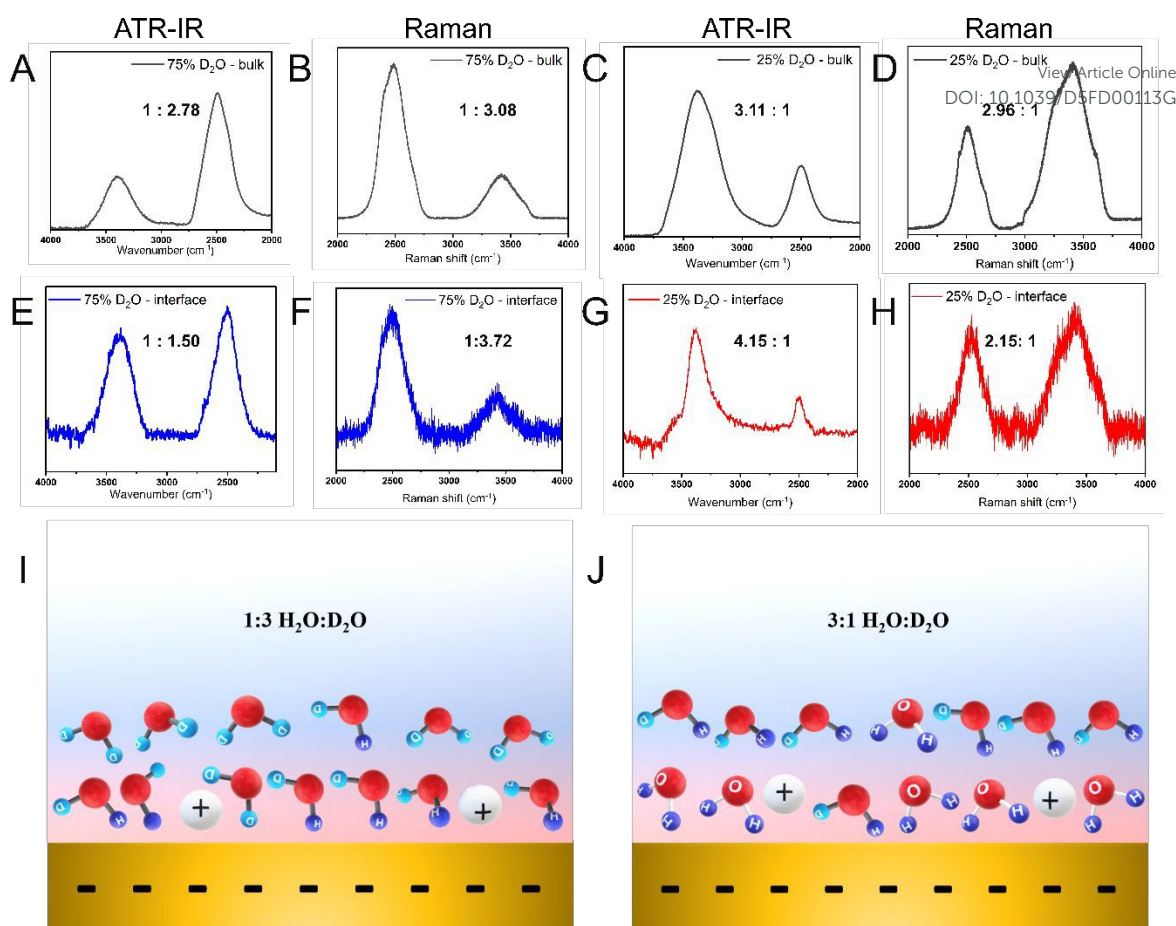 ATR-IR
Raman
ATR-IR
Raman
A
75% D₂O - bulk
1 : 2.78
4000 3500 3000 2500 2000
Wavenumber (cm⁻¹)
B
75% D₂O - bulk
1 : 3.08
2000 2500 3000 3500 4000
Raman shift (cm⁻¹)
C
25% D₂O - bulk
3.11 : 1
4000 3500 3000 2500 2000
Wavenumber (cm⁻¹)
D
25% D₂O - bulk
View Article Online
DOI: 10.1039/D5FD00113G
2.96 : 1
2000 2500 3000 3500 4000
Raman shift (cm⁻¹)
E
75% D₂O - interface
1 : 1.50
4000 3500 3000 2500
Wavenumber (cm⁻¹)
F
75% D₂O - interface
1:3.72
2000 2500 3000 3500 4000
Raman shift (cm⁻¹)
G
25% D₂O - interface
4.15 : 1
4000 3500 3000 2500 2000
Wavenumber (cm⁻¹)
H
25% D₂O - interface
2.15: 1
2000 2500 3000 3500 4000
Raman shift (cm⁻¹)
I
1:3 H₂O:D₂O
D D D D D D D H D D D D
D H D D D H D H D H D H
+ +
- - - - - - - - -
J
3:1 H₂O:D₂O
D H D H D H O H H D H D H D H
H O H H O H D H O H H O H H O H H
+ +
- - - - - - - - -